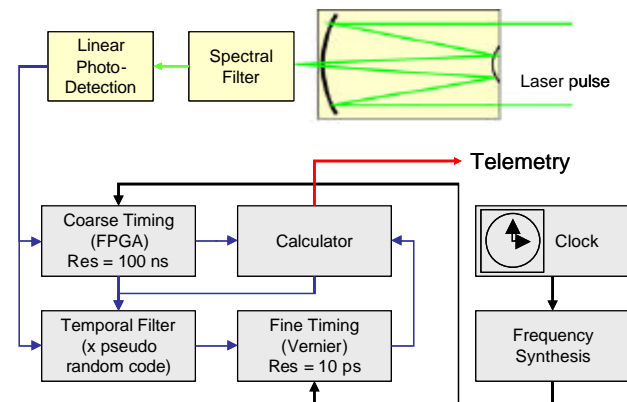 Linear
Photo-
Detection
Spectral
Filter
Laser pulse
Telemetry
Coarse Timing
(FPGA)
Res = 100 ns
Calculator
Clock
Temporal Filter
(x pseudo
random code)
Fine Timing
(Vernier)
Res = 10 ps
Frequency
Synthesis